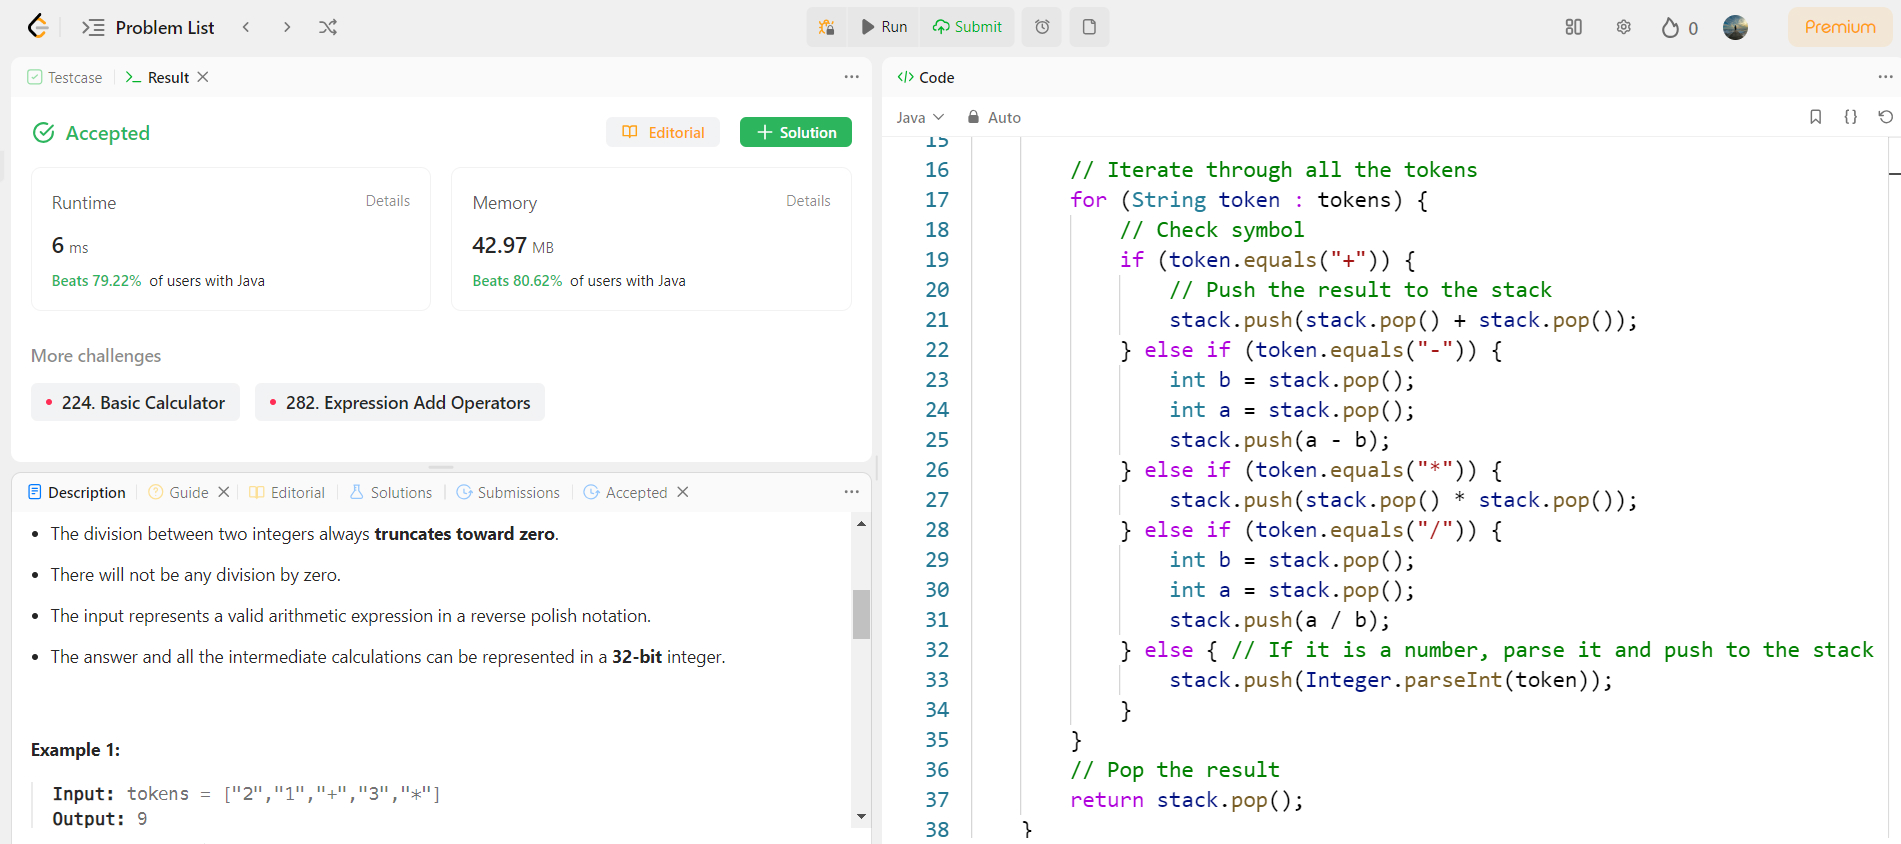 Problem List
Run
Submit
0
Premium
Testcase
Result
Accepted
Editorial
Solution
Runtime
Details
6 ms
Beats 79.22% of users with Java
Memory
Details
42.97 MB
Beats 80.62% of users with Java
More challenges
224. Basic Calculator
282. Expression Add Operators
Description
Guide
Editorial
Solutions
Submissions
Accepted
• The division between two integers always truncates toward zero.
• There will not be any division by zero.
• The input represents a valid arithmetic expression in a reverse polish notation.
• The answer and all the intermediate calculations can be represented in a 32-bit integer.
Example 1:
Input: tokens = ["2","1","+","3","*"]
Output: 9
</> Code
Java
Auto
15
16 // Iterate through all the tokens
17 for (String token : tokens) {
18 // Check symbol
19 if (token.equals("+")) {
20 // Push the result to the stack
21 stack.push(stack.pop() + stack.pop());
22 } else if (token.equals("-")) {
23 int b = stack.pop();
24 int a = stack.pop();
25 stack.push(a - b);
26 } else if (token.equals("*")) {
27 stack.push(stack.pop() * stack.pop());
28 } else if (token.equals("/")) {
29 int b = stack.pop();
30 int a = stack.pop();
31 stack.push(a / b);
32 } else { // If it is a number, parse it and push to the stack
33 stack.push(Integer.parseInt(token));
34 }
35 }
36 // Pop the result
37 return stack.pop();
38 }